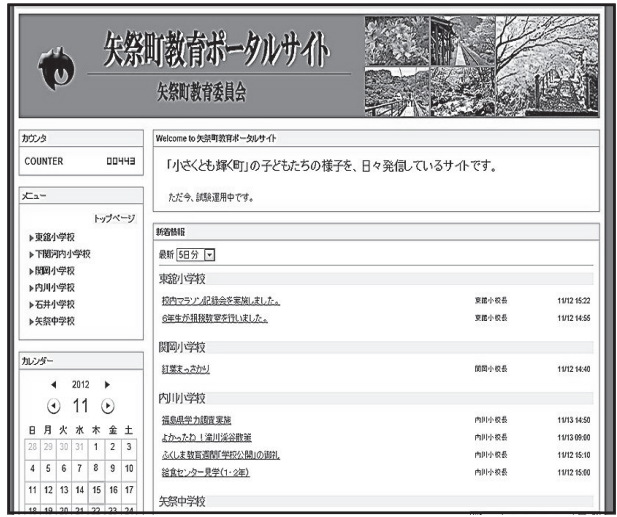 矢祭町教育ポータルサイト
矢祭町教育委員会
カウンタ
COUNTER 00443
メニュー
トップページ
東舘小学校
下関河内小学校
関岡小学校
内川小学校
石井小学校
矢祭中学校
カレンダー
2012
11
日 月 火 水 木 金 土
28 29 30 31 1 2 3
4 5 6 7 8 9 10
11 12 13 14 15 16 17
18 19 20 21 22 23 24
Welcome to 矢祭町教育ポータルサイト
「小さくとも輝く町」の子どもたちの様子を、日々発信しているサイトです。
ただ今、試験運用中です。
新着情報
最新 5日分
東舘小学校
校内マラソン記録会を実施しました。 東舘小校長 11/12 15:22
6年生が租税教室を行いました。 東舘小校長 11/12 14:55
関岡小学校
紅葉まっさかり 関岡小校長 11/12 14:40
内川小学校
福島県学力調査実施 内川小校長 11/13 14:50
よかったね！滝川渓谷散策 内川小校長 11/13 09:00
ふくしま教育週間「学校公開」の御礼 内川小校長 11/12 15:10
給食センター見学(1・2年) 内川小校長 11/12 15:00
矢祭中学校